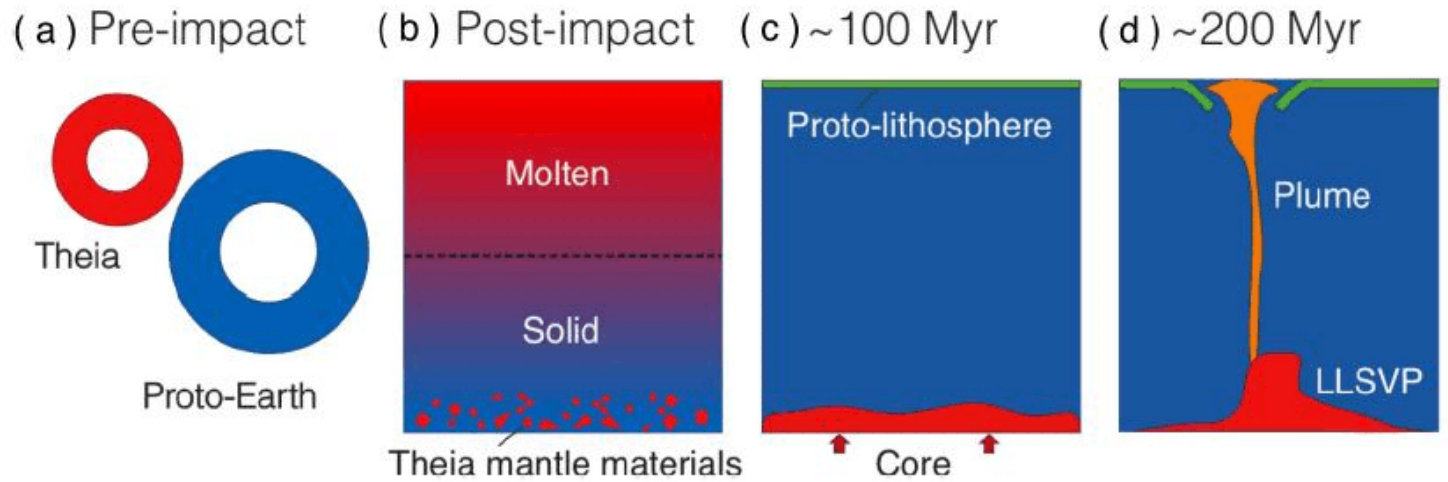 (a) Pre-impact
Theia
Proto-Earth
(b) Post-impact
Molten
Solid
Theia mantle materials
(c) ~100 Myr
Proto-lithosphere
Core
(d) ~200 Myr
Plume
LLSVP